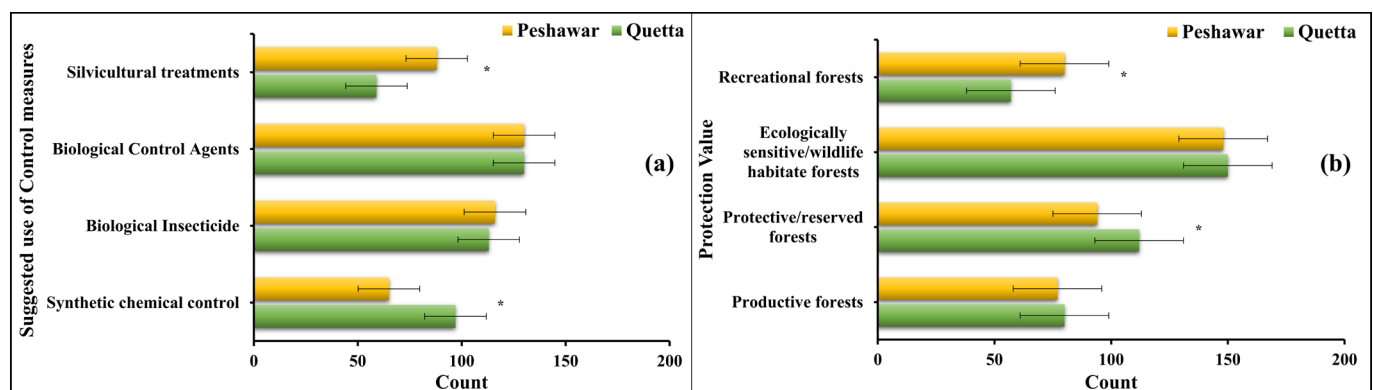 Peshawar Quetta
Suggested use of Control measures
Silvicultural treatments
*
Biological Control Agents
(a)
Biological Insecticide
Synthetic chemical control
*
0 50 100 150 200
Count
Peshawar Quetta
Protection Value
Recreational forests
*
Ecologically
sensitive/wildlife
habitate forests
(b)
Protective/reserved
forests
*
Productive forests
0 50 100 150 200
Count